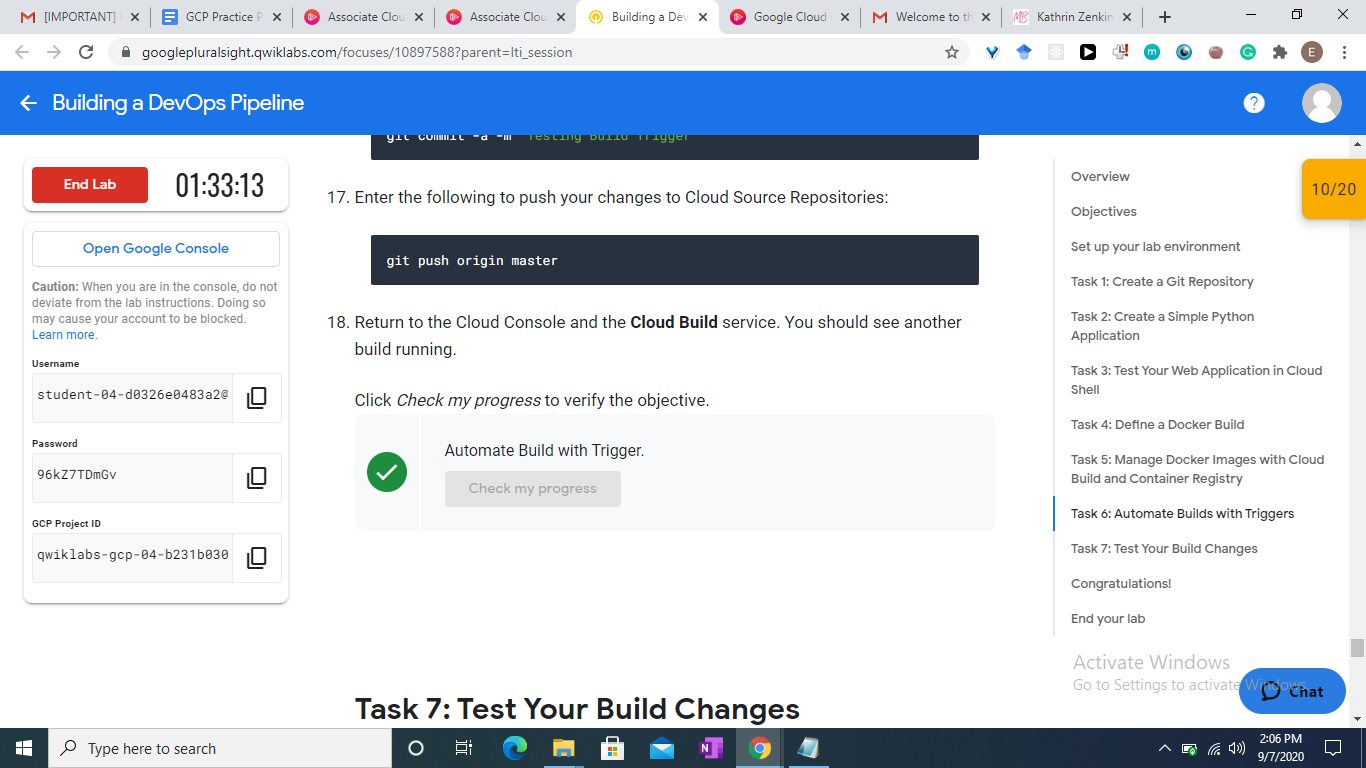 [IMPORTANT]
GCP Practice P
Associate Clou
Associate Clou
Building a Dev
Google Cloud
Welcome to th
Kathrin Zenkin
googlepluralsight.qwiklabs.com/focuses/10897588?parent=lti_session
E
Building a DevOps Pipeline
git commit -a -m "Testing Build Trigger"
End Lab
01:33:13
Open Google Console
Caution: When you are in the console, do not
deviate from the lab instructions. Doing so
may cause your account to be blocked.
Learn more.
Username
student-04-d0326e0483a2@
Password
96kZ7TDmGv
GCP Project ID
qwiklabs-gcp-04-b231b030
17. Enter the following to push your changes to Cloud Source Repositories:
git push origin master
18. Return to the Cloud Console and the Cloud Build service. You should see another
build running.
Click Check my progress to verify the objective.
Automate Build with Trigger.
Check my progress
Task 7: Test Your Build Changes
Overview
10/20
Objectives
Set up your lab environment
Task 1: Create a Git Repository
Task 2: Create a Simple Python
Application
Task 3: Test Your Web Application in Cloud
Shell
Task 4: Define a Docker Build
Task 5: Manage Docker Images with Cloud
Build and Container Registry
Task 6: Automate Builds with Triggers
Task 7: Test Your Build Changes
Congratulations!
End your lab
Activate Windows
Go to Settings to activate Windows.
Chat
Type here to search
2:06 PM
9/7/2020